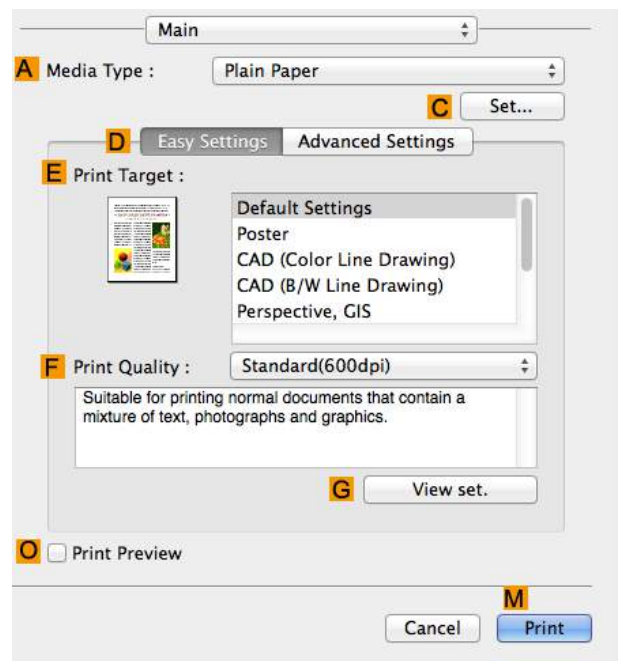 Main
A Media Type : Plain Paper
C Set...
D Easy Settings Advanced Settings
E Print Target :
Default Settings
Poster
CAD (Color Line Drawing)
CAD (B/W Line Drawing)
Perspective, GIS
F Print Quality : Standard(600dpi)
Suitable for printing normal documents that contain a
mixture of text, photographs and graphics.
G View set.
O Print Preview
M
Cancel Print